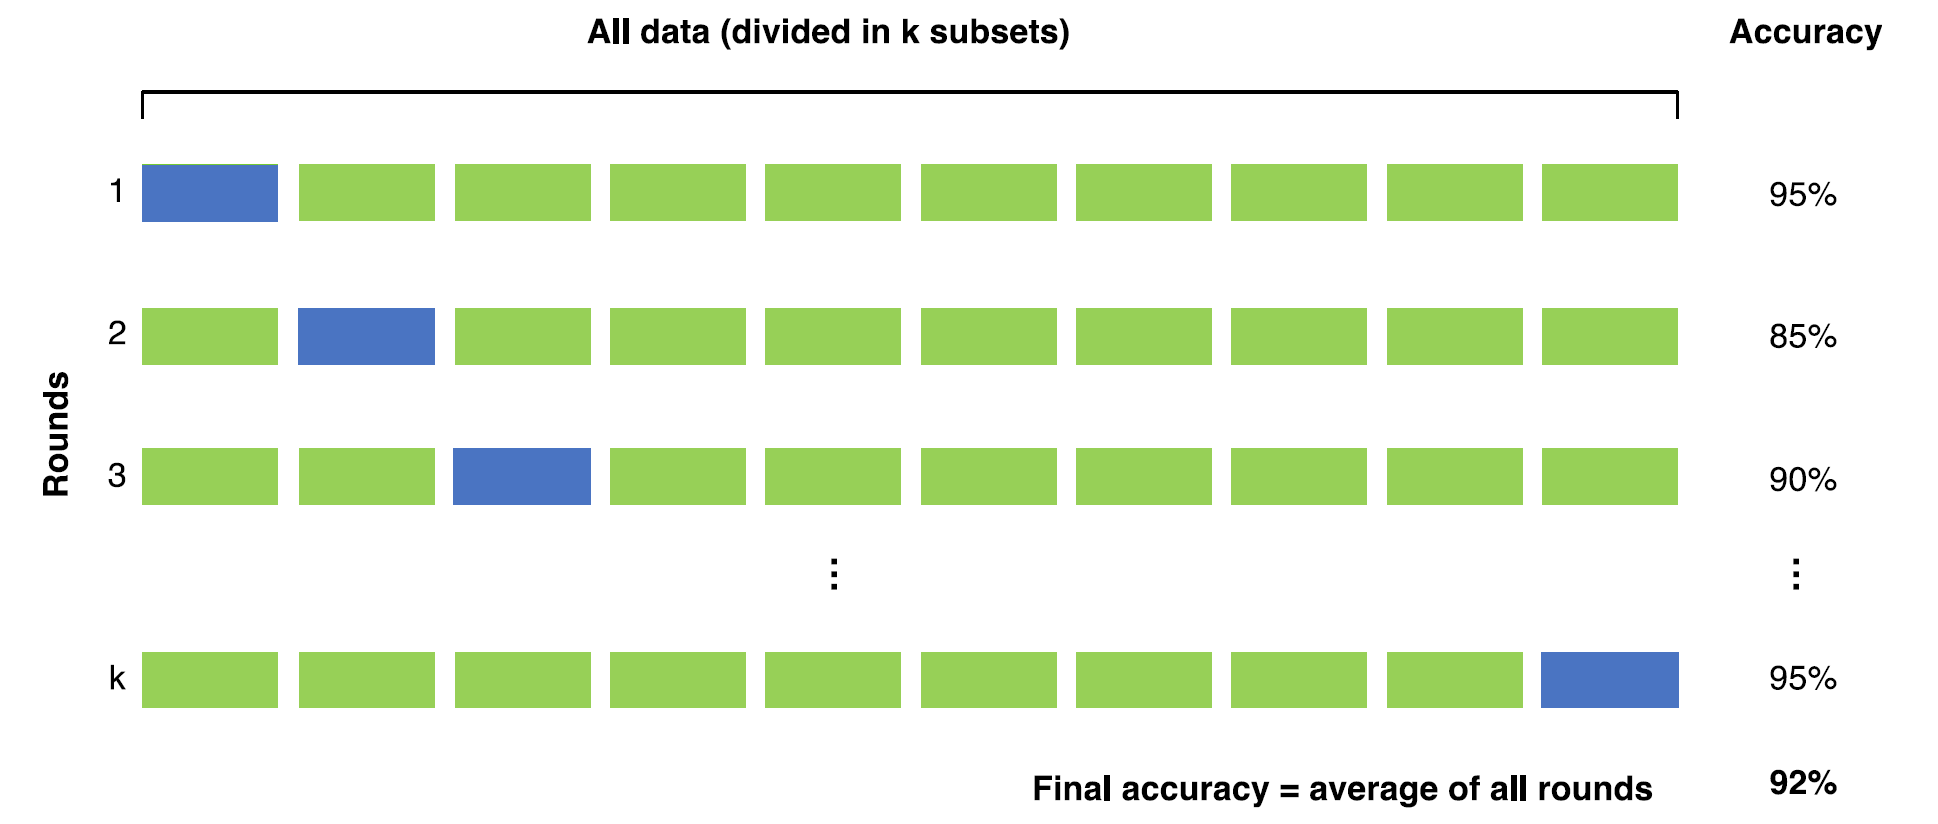 All data (divided in k subsets)
Accuracy
Rounds
1
95%
2
85%
3
90%
⋮
⋮
k
95%
Final accuracy = average of all rounds
92%